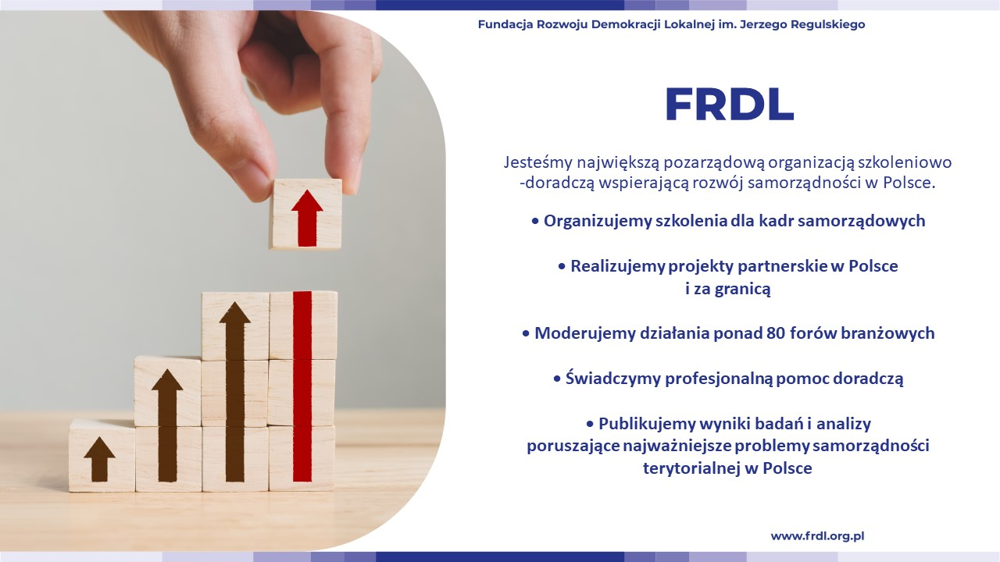 Fundacja Rozwoju Demokracji Lokalnej im. Jerzego Regulskiego
FRDL
Jesteśmy największą pozarządową organizacją szkoleniowo
-doradczą wspierającą rozwój samorządności w Polsce.
• Organizujemy szkolenia dla kadr samorządowych
• Realizujemy projekty partnerskie w Polsce
i za granicą
• Moderujemy działania ponad 80 forów branżowych
• Świadczymy profesjonalną pomoc doradczą
• Publikujemy wyniki badań i analizy
poruszające najważniejsze problemy samorządności
terytorialnej w Polsce
www.frdl.org.pl